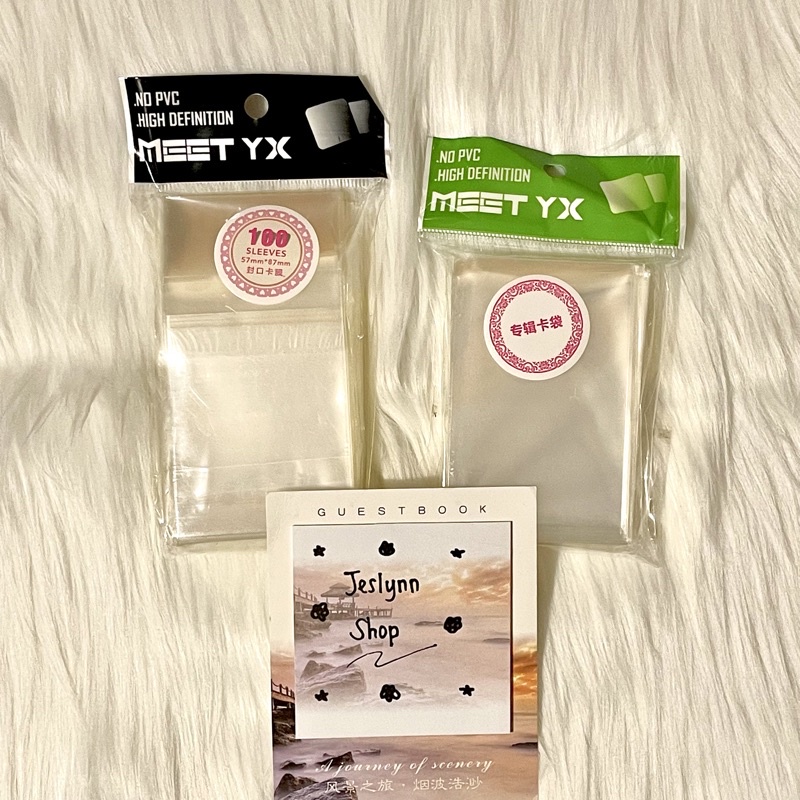 .NO PVC
.HIGH DEFINITION
MEET YX
100
SLEEVES
57mm*87mm
封口卡袋
.NO PVC
.HIGH DEFINITION
MEET YX
专辑卡袋
GUESTBOOK
Jeslynn
Shop
A journey of scenery
风景之旅·烟波浩渺